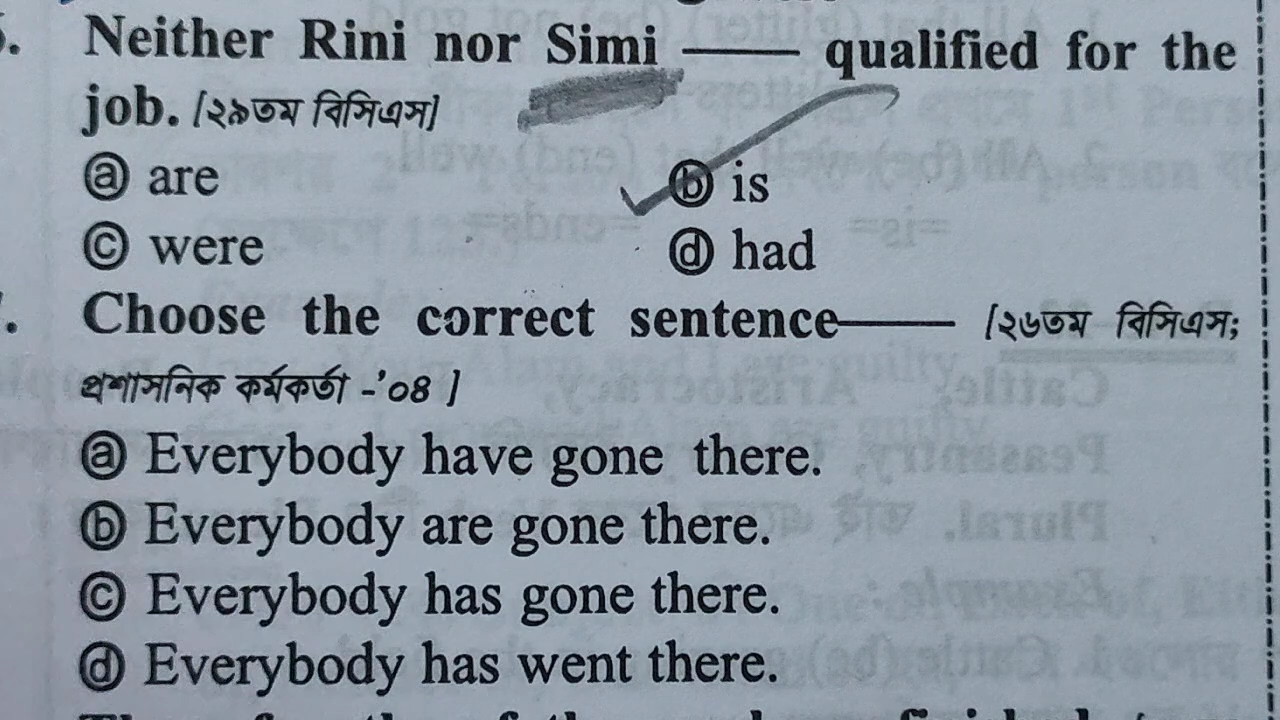 . Neither Rini nor Simi —— qualified for the
job. [২৯তম বিসিএস]
ⓐ are ⓑ is
ⓒ were ⓓ had
. Choose the correct sentence—— [২৬তম বিসিএস;
প্রশাসনিক কর্মকর্তা -'০৪ ]
ⓐ Everybody have gone there.
ⓑ Everybody are gone there.
ⓒ Everybody has gone there.
ⓓ Everybody has went there.